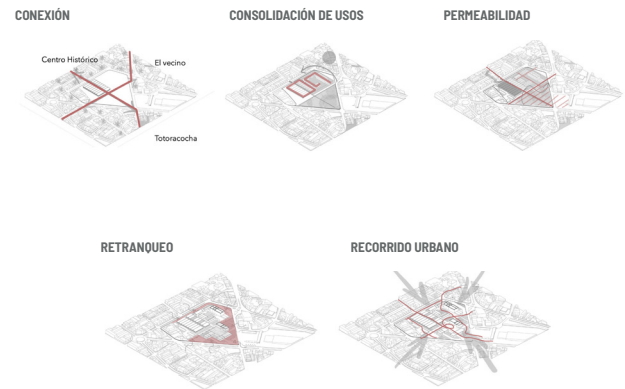 CONEXIÓN
CONSOLIDACIÓN DE USOS
PERMEABILIDAD
Centro Histórico
El vecino
Totoracocha
RETRANQUEO
RECORRIDO URBANO